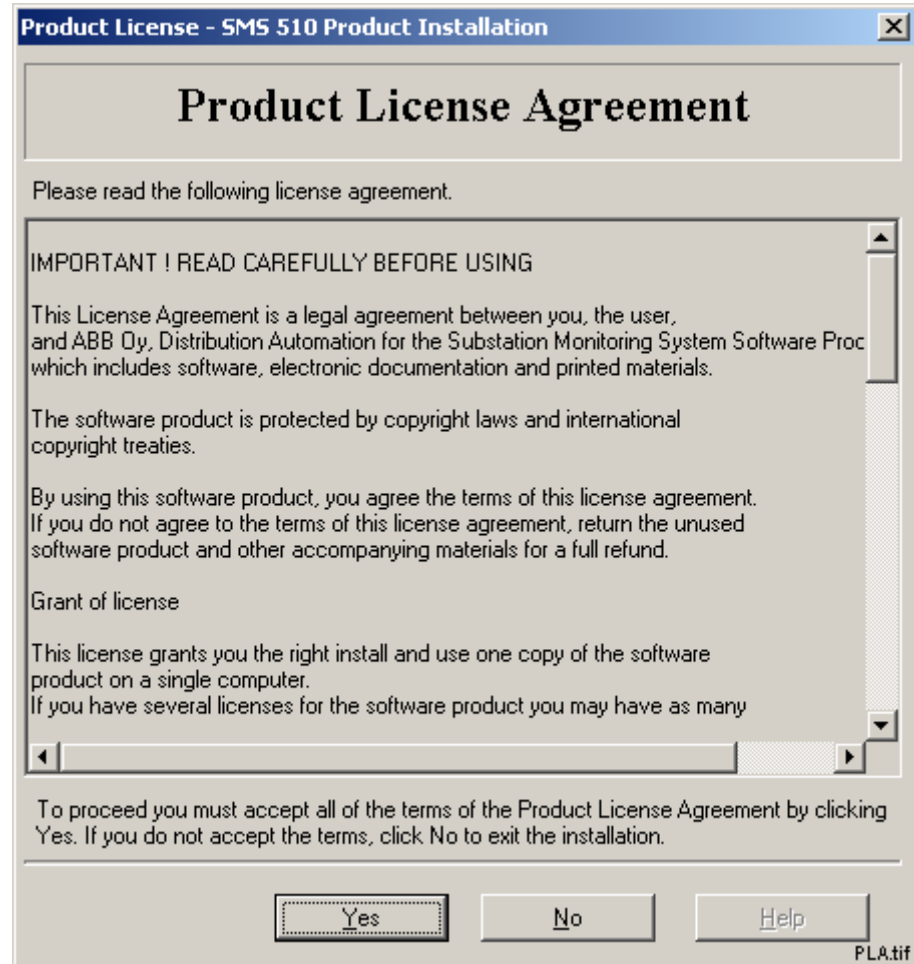 Product License - SMS 510 Product Installation
Product License Agreement
Please read the following license agreement.
IMPORTANT ! READ CAREFULLY BEFORE USING
This License Agreement is a legal agreement between you, the user,
and ABB Oy, Distribution Automation for the Substation Monitoring System Software Proc
which includes software, electronic documentation and printed materials.
The software product is protected by copyright laws and international
copyright treaties.
By using this software product, you agree the terms of this license agreement.
If you do not agree to the terms of this license agreement, return the unused
software product and other accompanying materials for a full refund.
Grant of license
This license grants you the right install and use one copy of the software
product on a single computer.
If you have several licenses for the software product you may have as many
To proceed you must accept all of the terms of the Product License Agreement by clicking
Yes. If you do not accept the terms, click No to exit the installation.
Yes No Help
PLA.tif